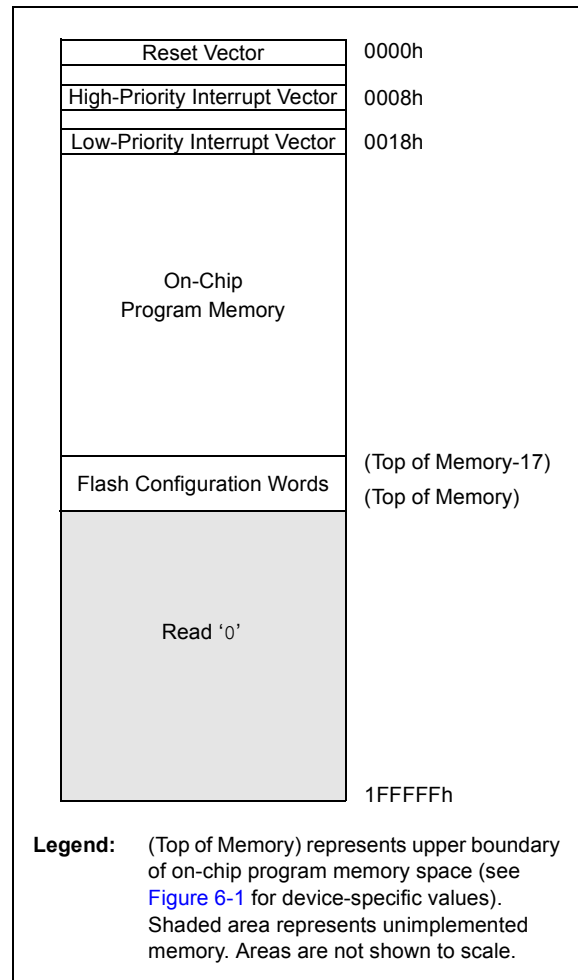 Reset Vector 0000h
High-Priority Interrupt Vector 0008h
Low-Priority Interrupt Vector 0018h
On-Chip
Program Memory
(Top of Memory-17)
Flash Configuration Words
(Top of Memory)
Read ‘0’
1FFFFFh
Legend: (Top of Memory) represents upper boundary
of on-chip program memory space (see
Figure 6-1 for device-specific values).
Shaded area represents unimplemented
memory. Areas are not shown to scale.